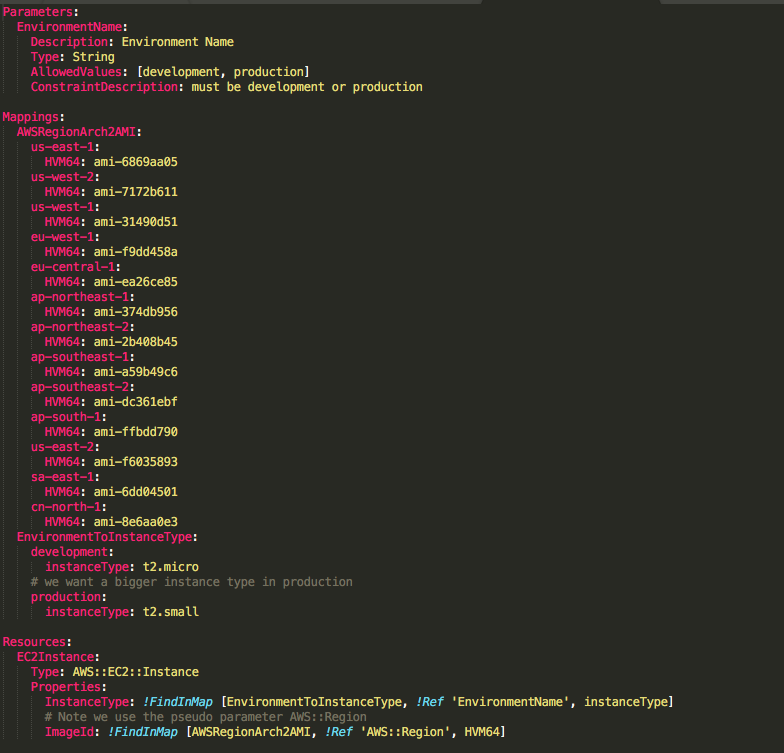 Parameters:
  EnvironmentName:
    Description: Environment Name
    Type: String
    AllowedValues: [development, production]
    ConstraintDescription: must be development or production

Mappings:
  AWSRegionArch2AMI:
    us-east-1:
      HVM64: ami-6869aa05
    us-west-2:
      HVM64: ami-7172b611
    us-west-1:
      HVM64: ami-31490d51
    eu-west-1:
      HVM64: ami-f9dd458a
    eu-central-1:
      HVM64: ami-ea26ce85
    ap-northeast-1:
      HVM64: ami-374db956
    ap-northeast-2:
      HVM64: ami-2b408b45
    ap-southeast-1:
      HVM64: ami-a59b49c6
    ap-southeast-2:
      HVM64: ami-dc361ebf
    ap-south-1:
      HVM64: ami-ffbdd790
    us-east-2:
      HVM64: ami-f6035893
    sa-east-1:
      HVM64: ami-6dd04501
    cn-north-1:
      HVM64: ami-8e6aa0e3
  EnvironmentToInstanceType:
    development:
      instanceType: t2.micro
    # we want a bigger instance type in production
    production:
      instanceType: t2.small

Resources:
  EC2Instance:
    Type: AWS::EC2::Instance
    Properties:
      InstanceType: !FindInMap [EnvironmentToInstanceType, !Ref 'EnvironmentName', instanceType]
      # Note we use the pseudo parameter AWS::Region
      ImageId: !FindInMap [AWSRegionArch2AMI, !Ref 'AWS::Region', HVM64]